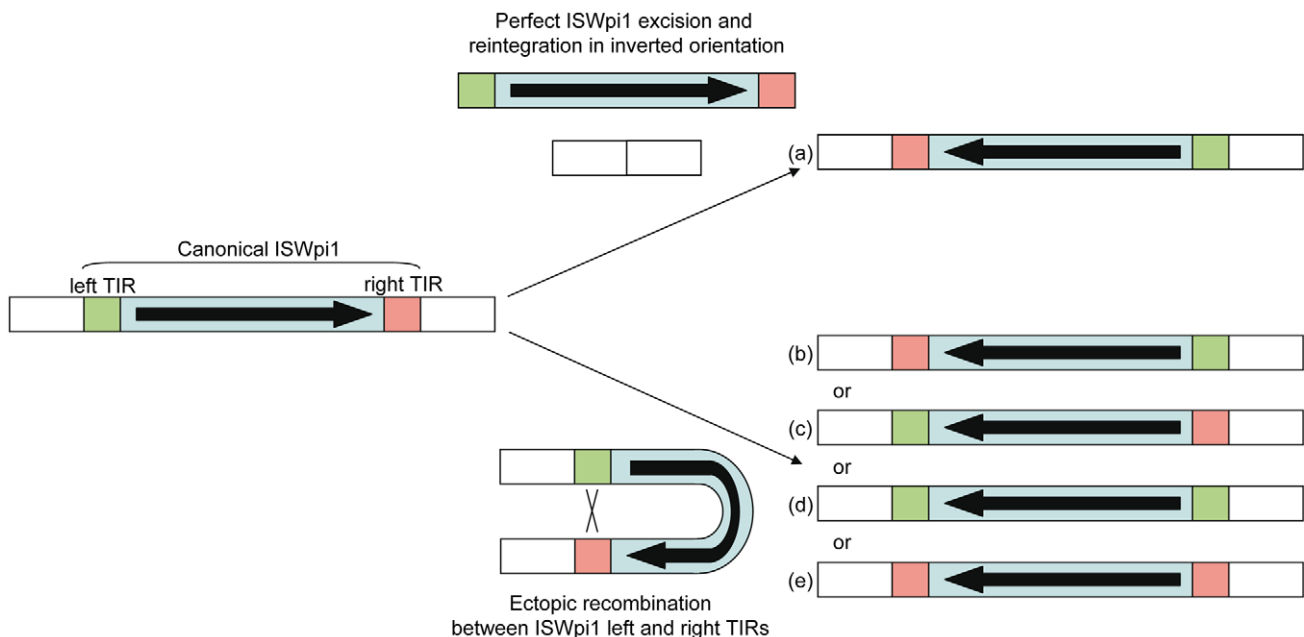 Perfect ISWpi1 excision and
reintegration in inverted orientation
(a)
Canonical ISWpi1
left TIR
right TIR
(b)
or
(c)
or
(d)
or
(e)
Ectopic recombination
between ISWpi1 left and right TIRs